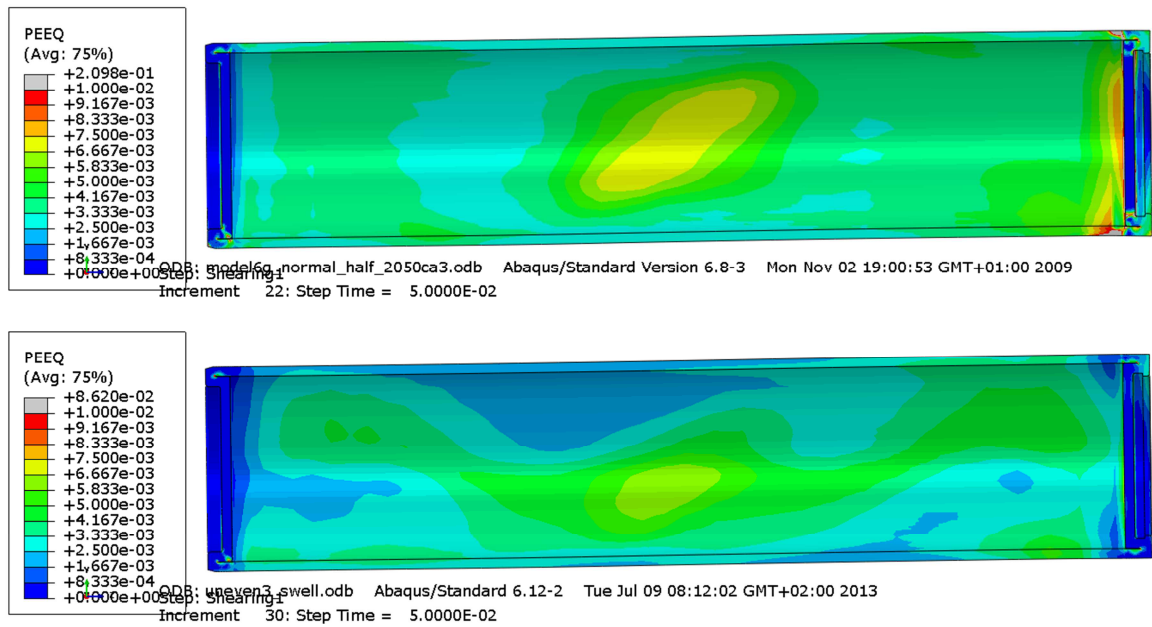 PEEQ
(Avg: 75%)
+2.098e-01
+1.000e-02
+9.167e-03
+8.333e-03
+7.500e-03
+6.667e-03
+5.833e-03
+5.000e-03
+4.167e-03
+3.333e-03
+2.500e-03
+1.667e-03
+8.333e-04
+0.000e+00
ODB: model6g_normal_half_2050ca3.odb Abaqus/Standard Version 6.8-3 Mon Nov 02 19:00:53 GMT+01:00 2009
Step: Shearing1
Increment 22: Step Time = 5.0000E-02
PEEQ
(Avg: 75%)
+8.620e-02
+1.000e-02
+9.167e-03
+8.333e-03
+7.500e-03
+6.667e-03
+5.833e-03
+5.000e-03
+4.167e-03
+3.333e-03
+2.500e-03
+1.667e-03
+8.333e-04
+0.000e+00
ODB: uneven3_swell.odb Abaqus/Standard 6.12-2 Tue Jul 09 08:12:02 GMT+02:00 2013
Step: Shearing1
Increment 30: Step Time = 5.0000E-02